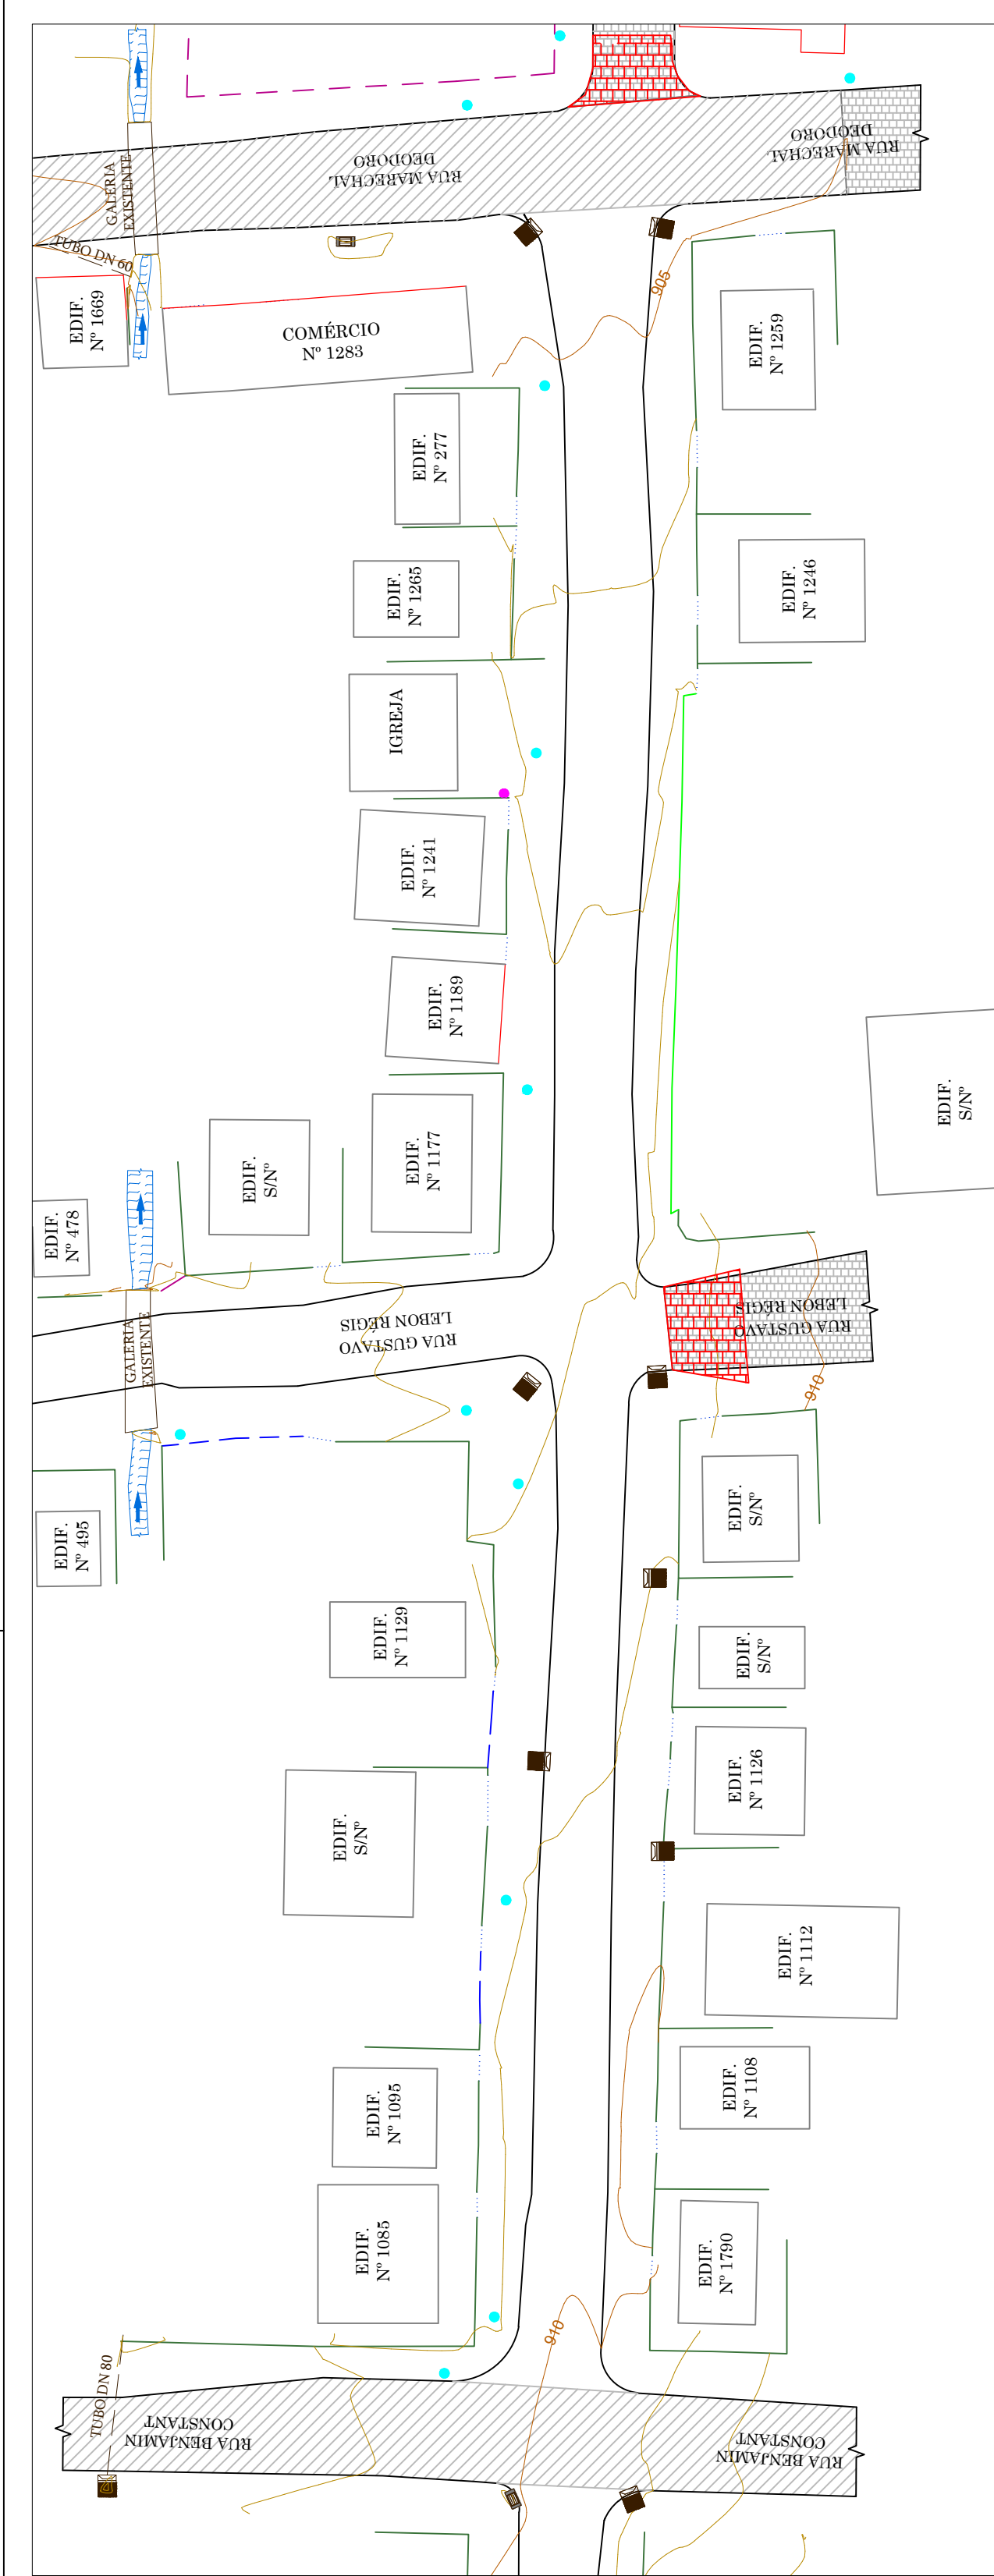 RUA MARECHAL
DEODORO
RUA MARECHAL
DEODORO
GALERIA
EXISTENTE
TUBO DN 60
EDIF.
Nº 1669
COMÉRCIO
Nº 1283
905
EDIF.
Nº 1259
EDIF.
Nº 277
EDIF.
Nº 1265
EDIF.
Nº 1246
IGREJA
EDIF.
Nº 1241
EDIF.
Nº 1189
EDIF.
S/Nº
EDIF.
S/Nº
EDIF.
Nº 1177
EDIF.
Nº 478
GALERIA
EXISTENTE
RUA GUSTAVO
LEBON RÉGIS
RUA GUSTAVO
LEBON RÉGIS
910
EDIF.
Nº 495
EDIF.
S/Nº
EDIF.
Nº 1129
EDIF.
S/Nº
EDIF.
Nº 1126
EDIF.
S/Nº
EDIF.
Nº 1112
EDIF.
Nº 1095
EDIF.
Nº 1108
EDIF.
Nº 1085
EDIF.
Nº 1790
910
TUBO DN 80
RUA BENJAMIN
CONSTANT
RUA BENJAMIN
CONSTANT